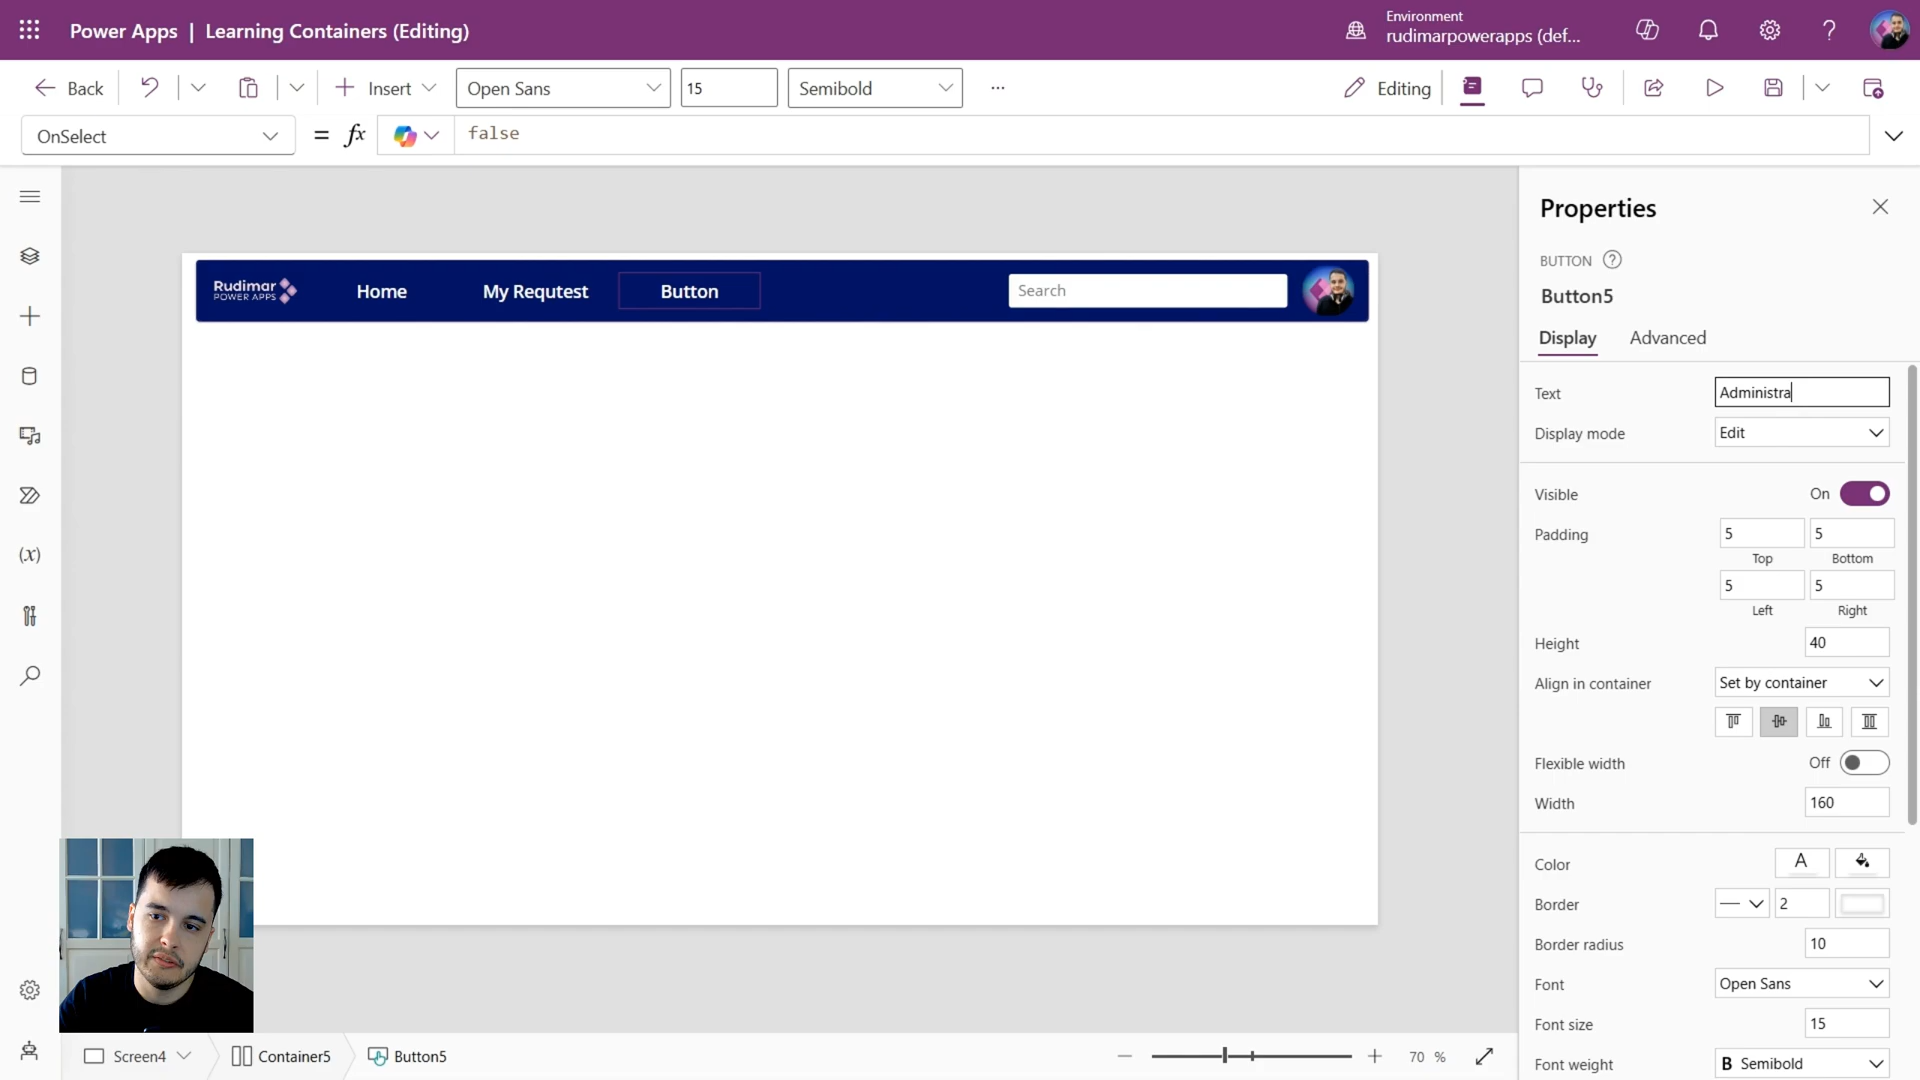 Power Apps | Learning Containers (Editing)
Environment
rudimarpowerapps (def...
Back
Insert
Open Sans
15
Semibold
...
Editing
OnSelect
= fx
false
Rudimar
POWER APPS
Home
My Requtest
Button
Search
Properties
BUTTON ?
Button5
Display
Advanced
Text
Administra
Display mode
Edit
Visible
On
Padding
5
5
Top
Bottom
5
5
Left
Right
Height
40
Align in container
Set by container
Flexible width
Off
Width
160
Color
A
Border
2
Border radius
10
Font
Open Sans
Font size
15
Font weight
B Semibold
(x)
Screen4
Container5
Button5
70 %